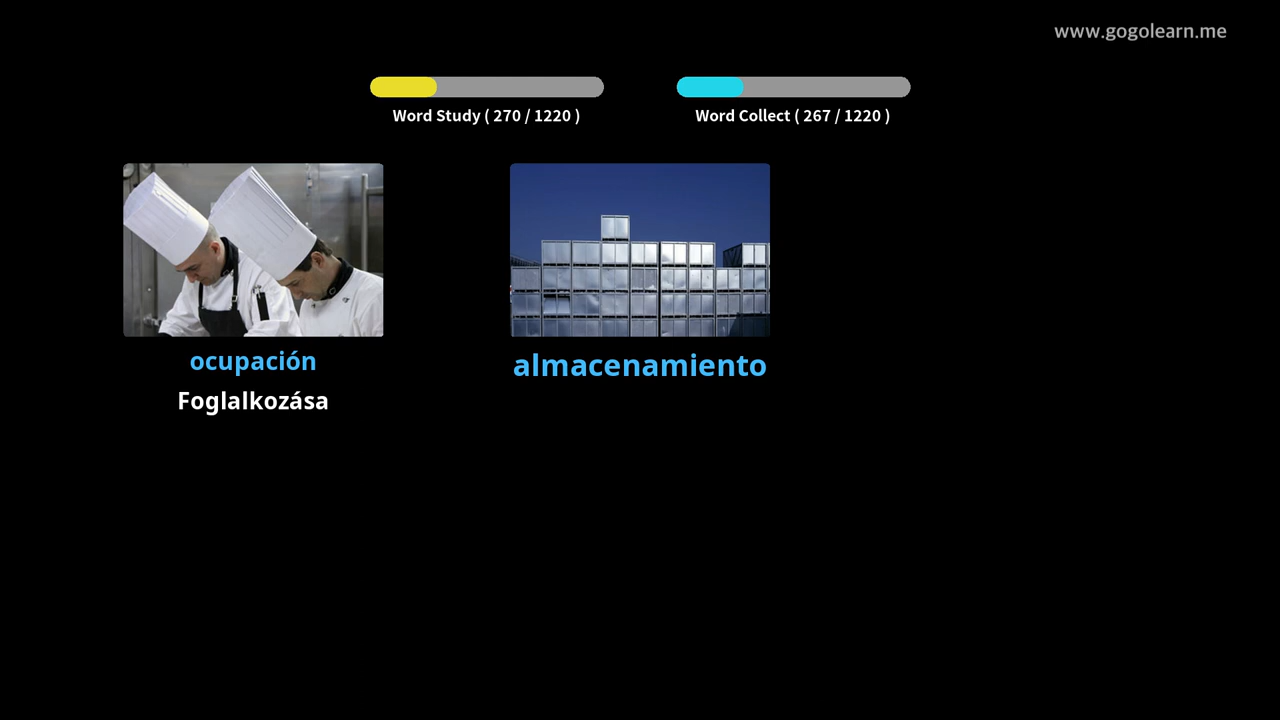 www.gogolearn.me
Word Study ( 270 / 1220 )
Word Collect ( 267 / 1220 )
ocupación
Foglalkozása
almacenamiento